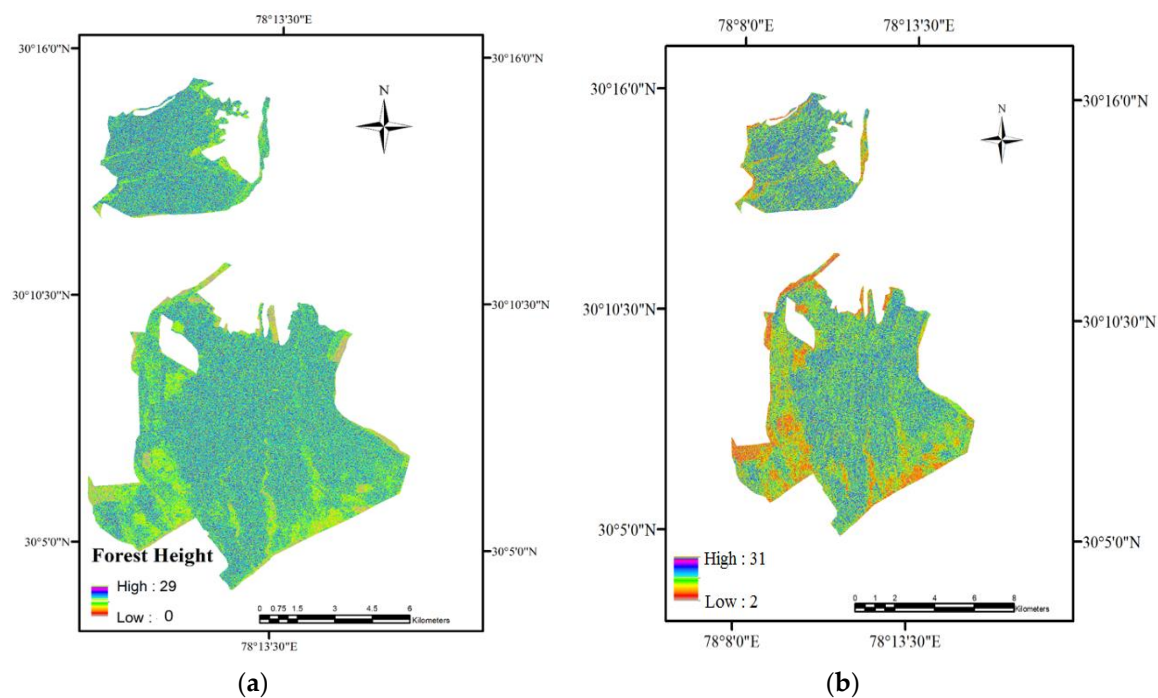 78°13'30"E
30°16'0"N
30°16'0"N
N
30°10'30"N
30°10'30"N
30°5'0"N
30°5'0"N
Forest Height
High : 29
Low : 0
0 0.75 1.5 3 4.5 6
Kilometers
78°13'30"E
(a)
78°8'0"E 78°13'30"E
30°16'0"N
30°16'0"N
N
30°10'30"N
30°10'30"N
30°5'0"N
30°5'0"N
High : 31
Low : 2
0 1 2 4 6 8
Kilometers
78°8'0"E 78°13'30"E
(b)